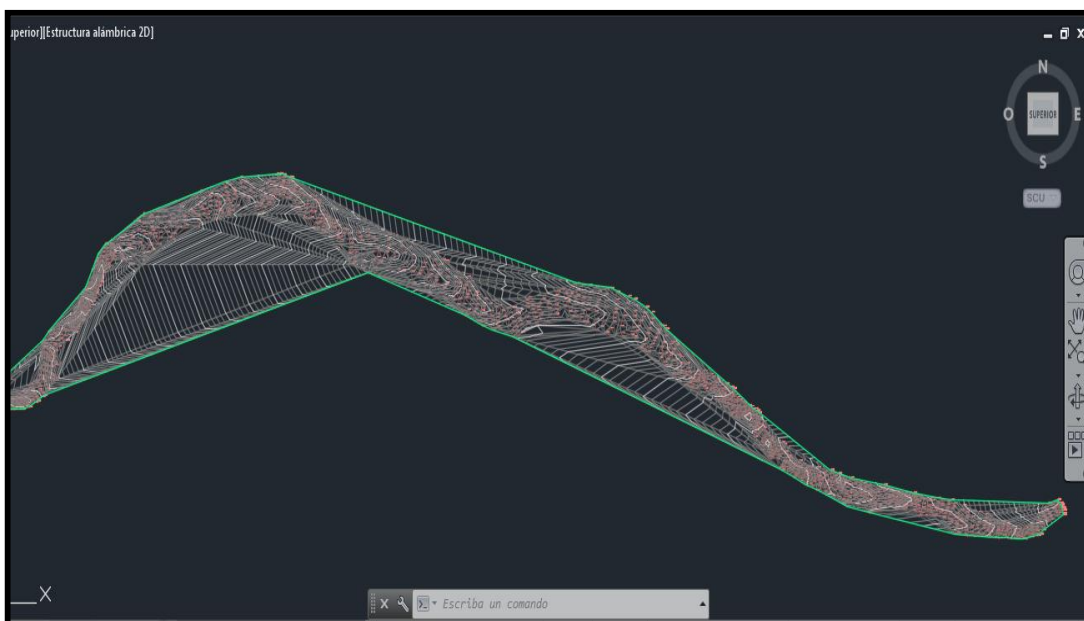 uperior][Estructura alámbrica 2D]
N
O
SUPERIOR
E
S
SCU
X
Escriba un comando